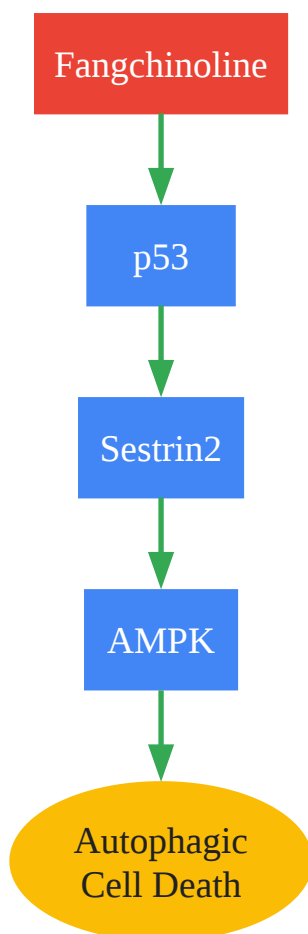 Fangchinoline
p53
Sestrin2
AMPK
Autophagic
Cell Death